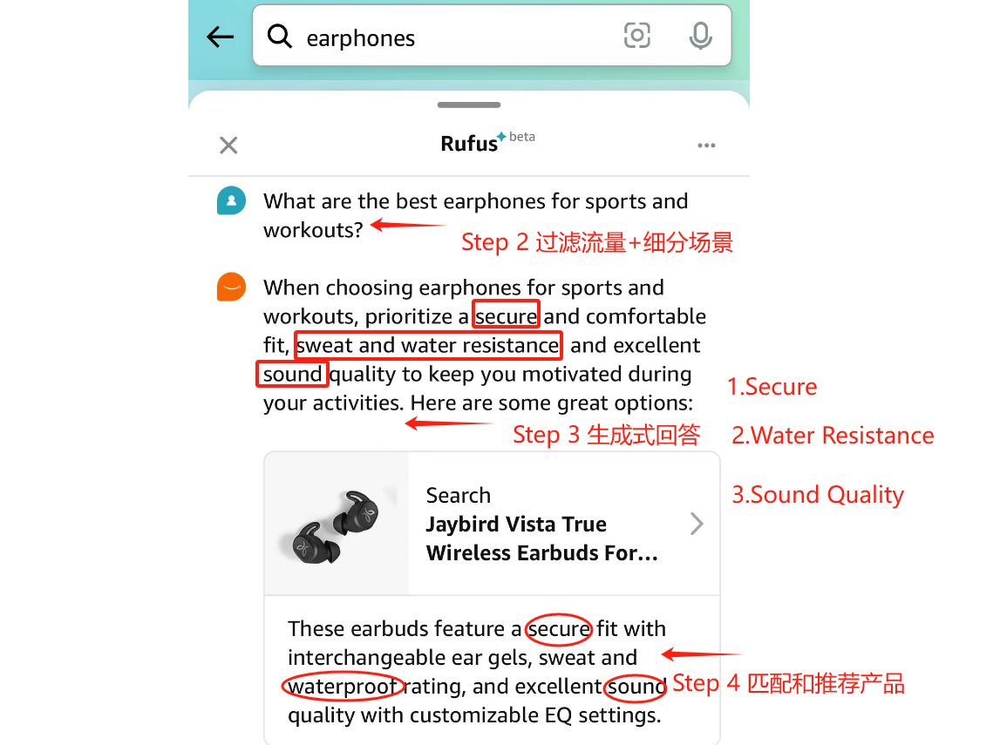 earphones
Rufus beta
What are the best earphones for sports and
workouts?
Step 2 过滤流量+细分场景
When choosing earphones for sports and
workouts, prioritize a secure and comfortable
fit, sweat and water resistance and excellent
sound quality to keep you motivated during
your activities. Here are some great options:
1.Secure
Step 3 生成式回答
2.Water Resistance
3.Sound Quality
Search
Jaybird Vista True
Wireless Earbuds For...
These earbuds feature a secure fit with
interchangeable ear gels, sweat and
waterproof rating, and excellent sound
quality with customizable EQ settings.
Step 4 匹配和推荐产品